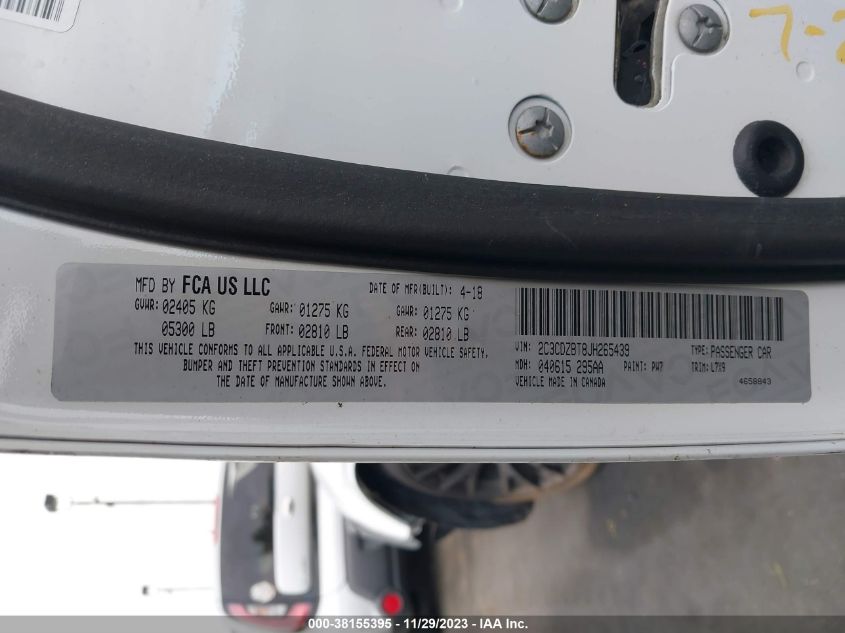 7-2
MFD BY FCA US LLC
DATE OF MFR(BUILT): 4-18
GVWR: 02405 KG GAWR: 01275 KG GAWR: 01275 KG
05300 LB FRONT: 02810 LB REAR: 02810 LB
THIS VEHICLE CONFORMS TO ALL APPLICABLE U.S.A. FEDERAL MOTOR VEHICLE SAFETY,
BUMPER AND THEFT PREVENTION STANDARDS IN EFFECT ON
THE DATE OF MANUFACTURE SHOWN ABOVE.
VIN: 2C3CDZBT8JH265439 TYPE: PASSENGER CAR
MDH: 040615 295AA PAINT: PW7 TRIM: L7X9
VEHICLE MADE IN CANADA 4658843
000-38155395 - 11/29/2023 - IAA Inc.